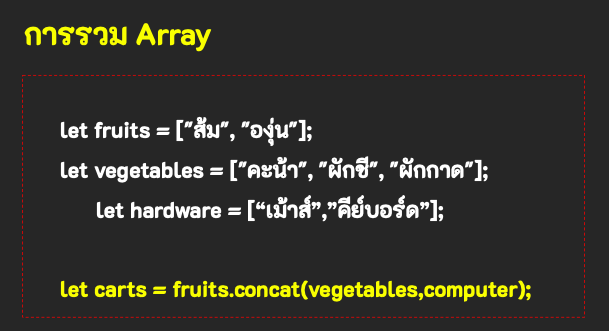 การรวม Array
let fruits = ["ส้ม", "องุ่น"];
let vegetables = ["คะน้า", "ผักชี", "ผักกาด"];
let hardware = [“เม้าส์”,”คีย์บอร์ด”];
let carts = fruits.concat(vegetables,computer);